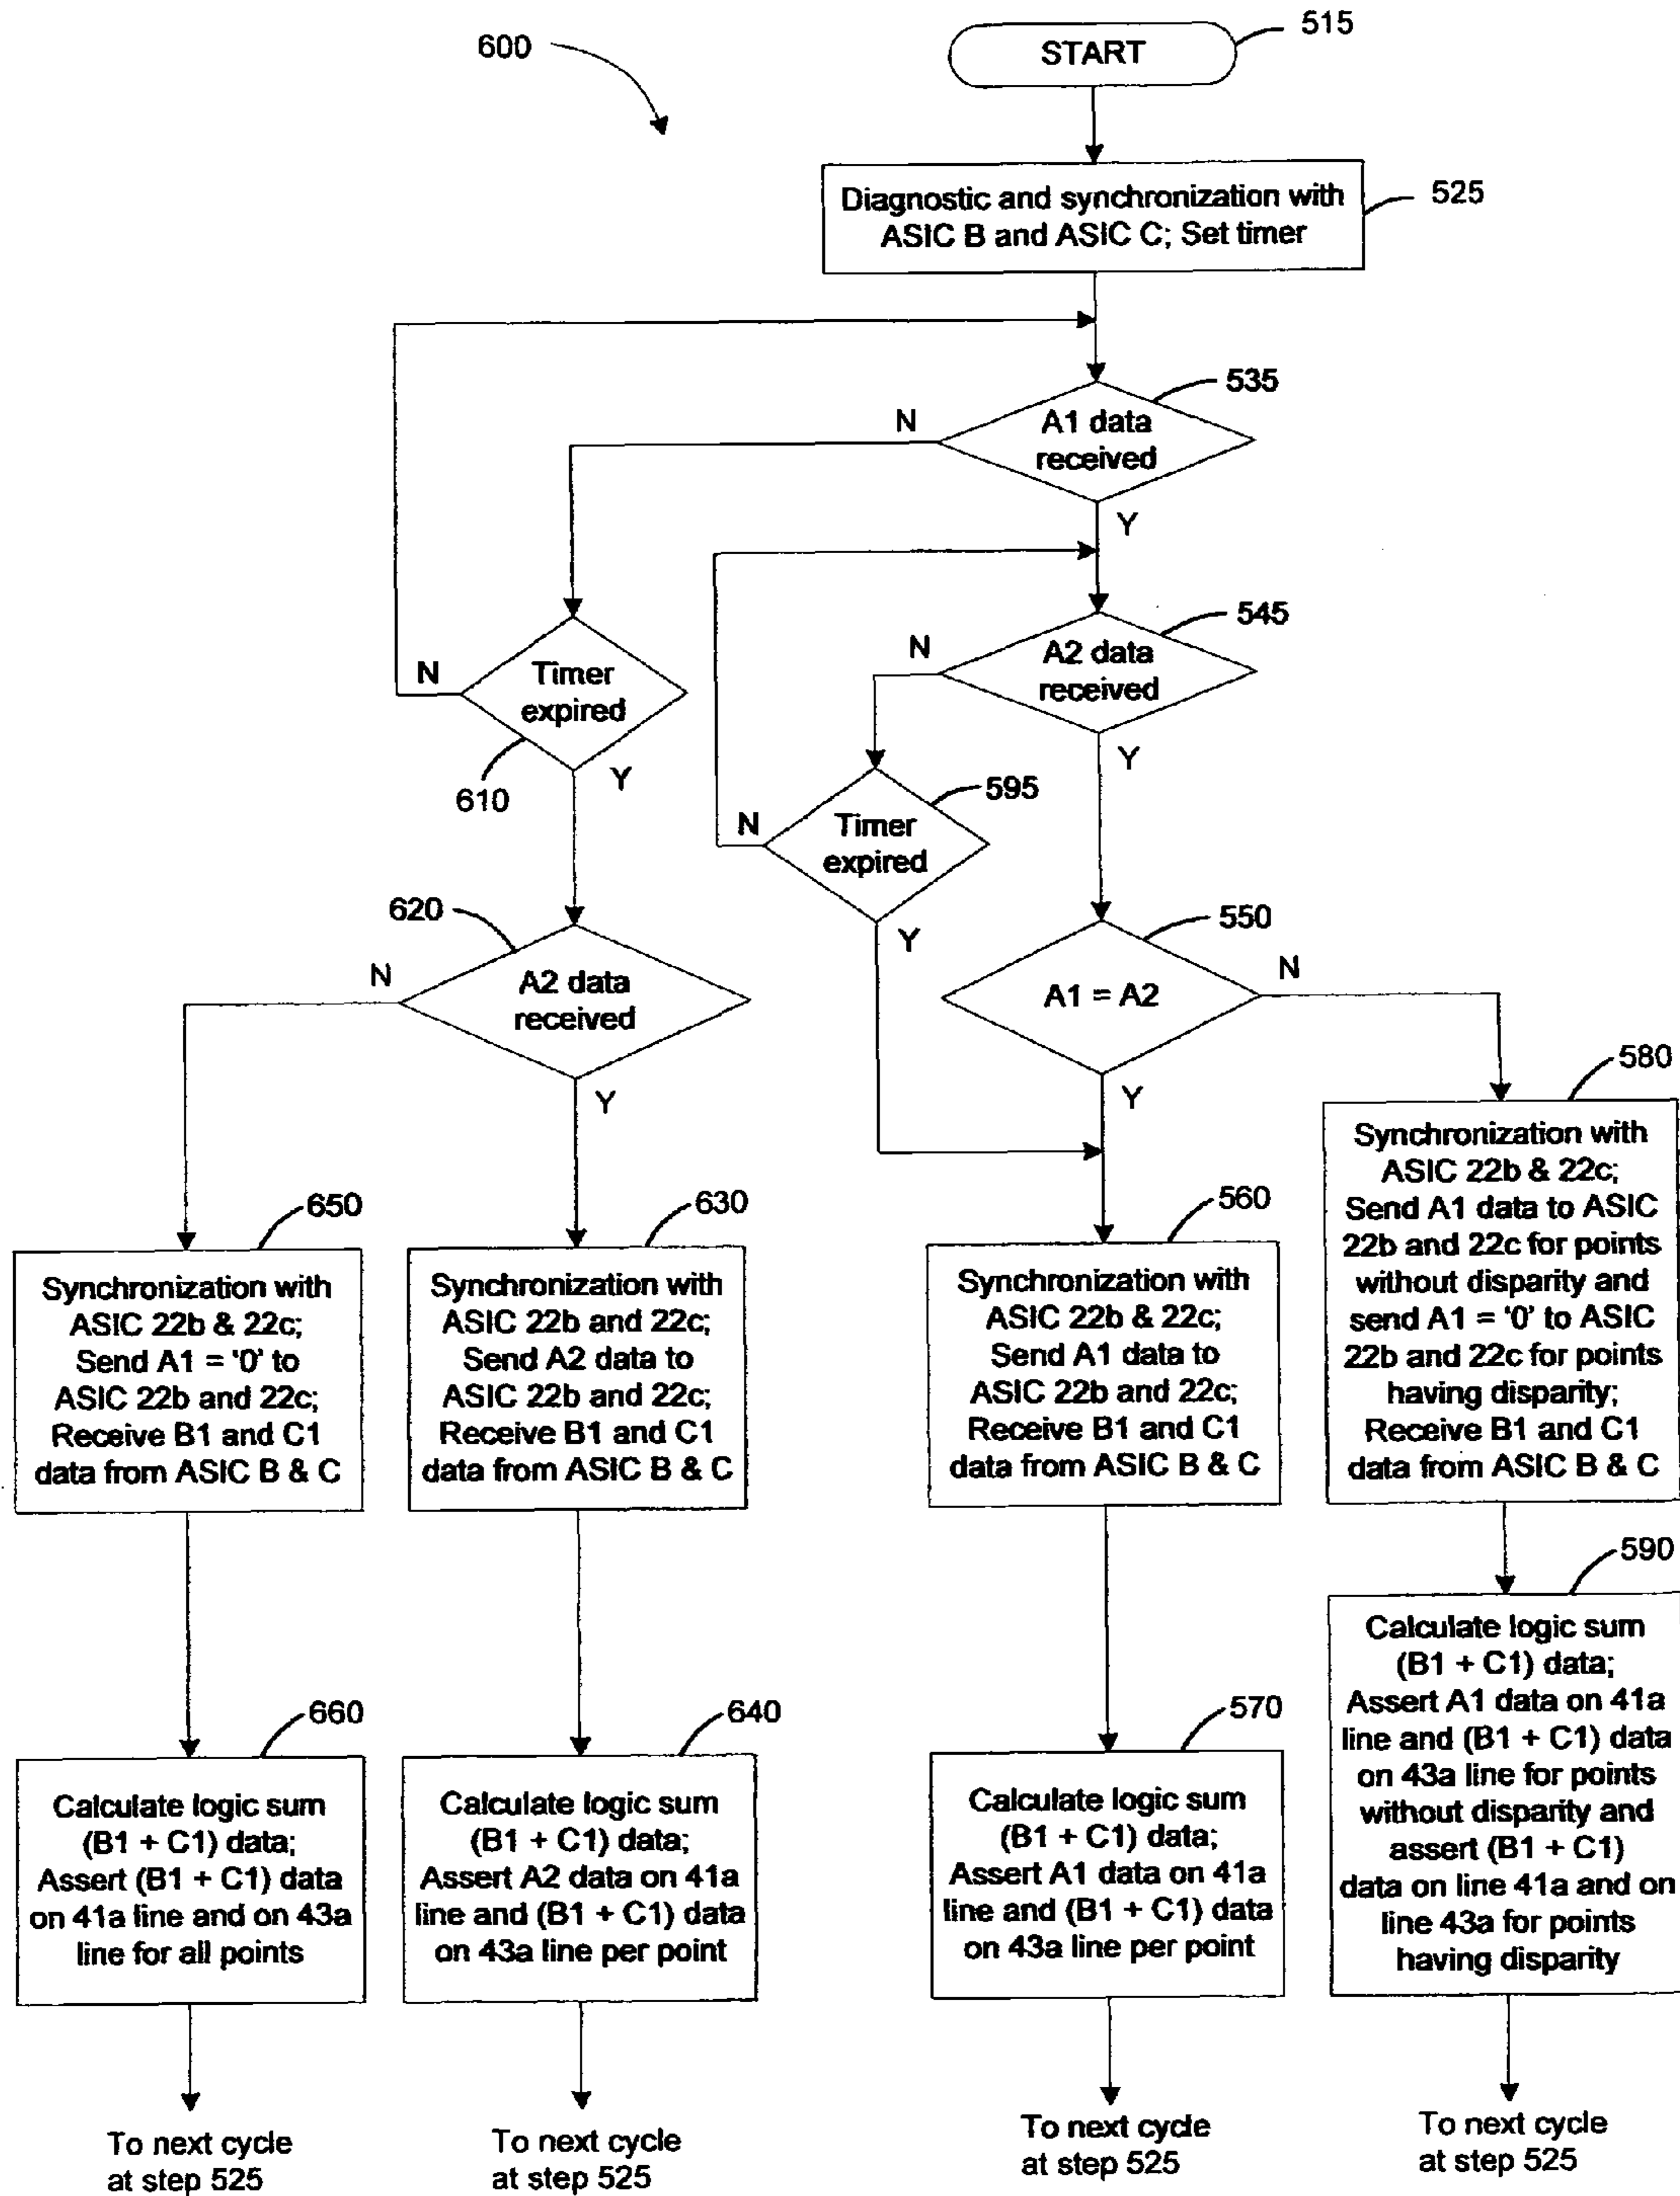 600
START
515
Diagnostic and synchronization with
ASIC B and ASIC C; Set timer
525
A1 data
received
535
N
Y
A2 data
received
545
N
Y
Timer
expired
610
N
Y
Timer
expired
595
N
Y
A2 data
received
620
N
Y
A1 = A2
550
N
Y
650
Synchronization with
ASIC 22b & 22c;
Send A1 = '0' to
ASIC 22b and 22c;
Receive B1 and C1
data from ASIC B & C
630
Synchronization with
ASIC 22b and 22c;
Send A2 data to
ASIC 22b and 22c;
Receive B1 and C1
data from ASIC B & C
560
Synchronization with
ASIC 22b & 22c;
Send A1 data to
ASIC 22b and 22c;
Receive B1 and C1
data from ASIC B & C
580
Synchronization with
ASIC 22b & 22c;
Send A1 data to ASIC
22b and 22c for points
without disparity and
send A1 = '0' to ASIC
22b and 22c for points
having disparity;
Receive B1 and C1
data from ASIC B & C
660
Calculate logic sum
(B1 + C1) data;
Assert (B1 + C1) data
on 41a line and on 43a
line for all points
640
Calculate logic sum
(B1 + C1) data;
Assert A2 data on 41a
line and (B1 + C1) data
on 43a line per point
570
Calculate logic sum
(B1 + C1) data;
Assert A1 data on 41a
line and (B1 + C1) data
on 43a line per point
590
Calculate logic sum
(B1 + C1) data;
Assert A1 data on 41a
line and (B1 + C1) data
on 43a line for points
without disparity and
assert (B1 + C1)
data on line 41a and on
line 43a for points
having disparity
To next cycle
at step 525
To next cycle
at step 525
To next cycle
at step 525
To next cycle
at step 525